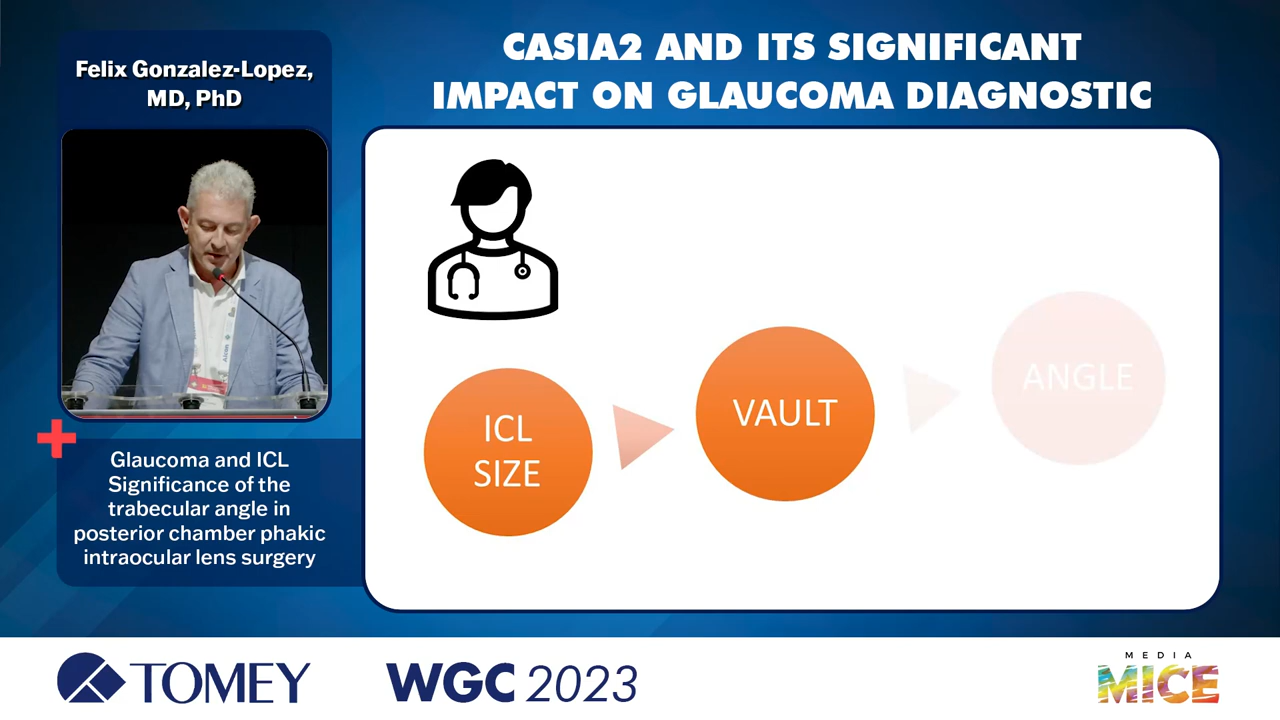 Felix Gonzalez-Lopez,
MD, PhD
CASIA2 AND ITS SIGNIFICANT
IMPACT ON GLAUCOMA DIAGNOSTIC
ICL
SIZE
VAULT
ANGLE
Glaucoma and ICL
Significance of the
trabecular angle in
posterior chamber phakic
intraocular lens surgery
TOMEY
WGC 2023
MEDIA
MICE